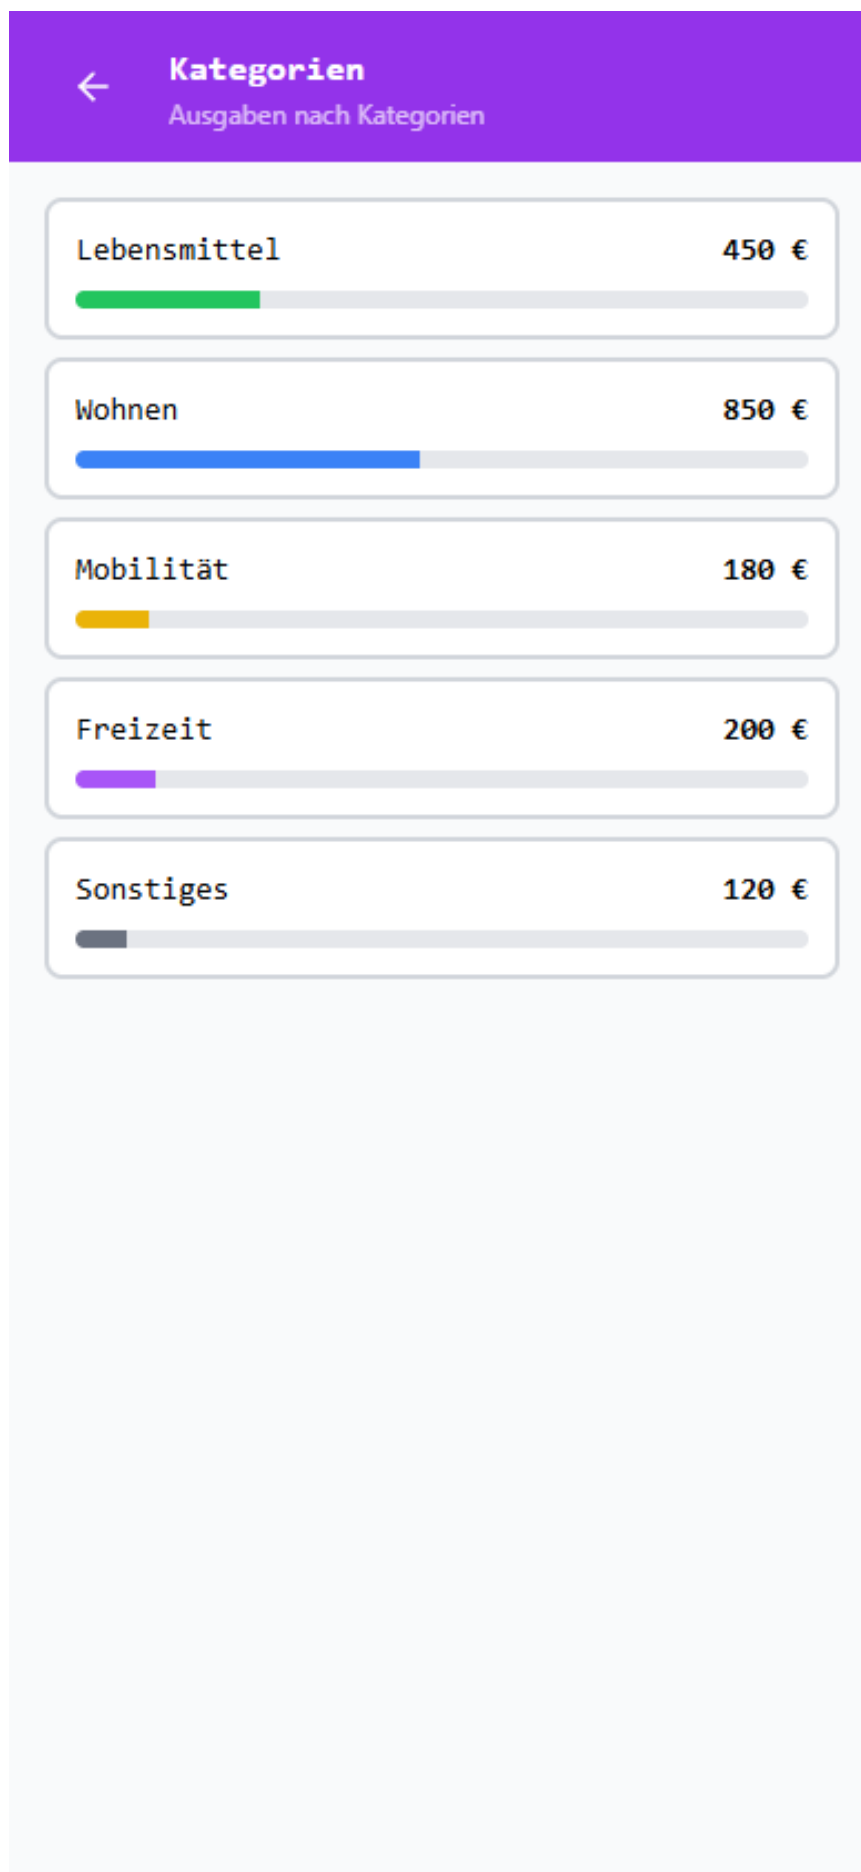 Kategorien
Ausgaben nach Kategorien
Lebensmittel 450 €
Wohnen 850 €
Mobilität 180 €
Freizeit 200 €
Sonstiges 120 €